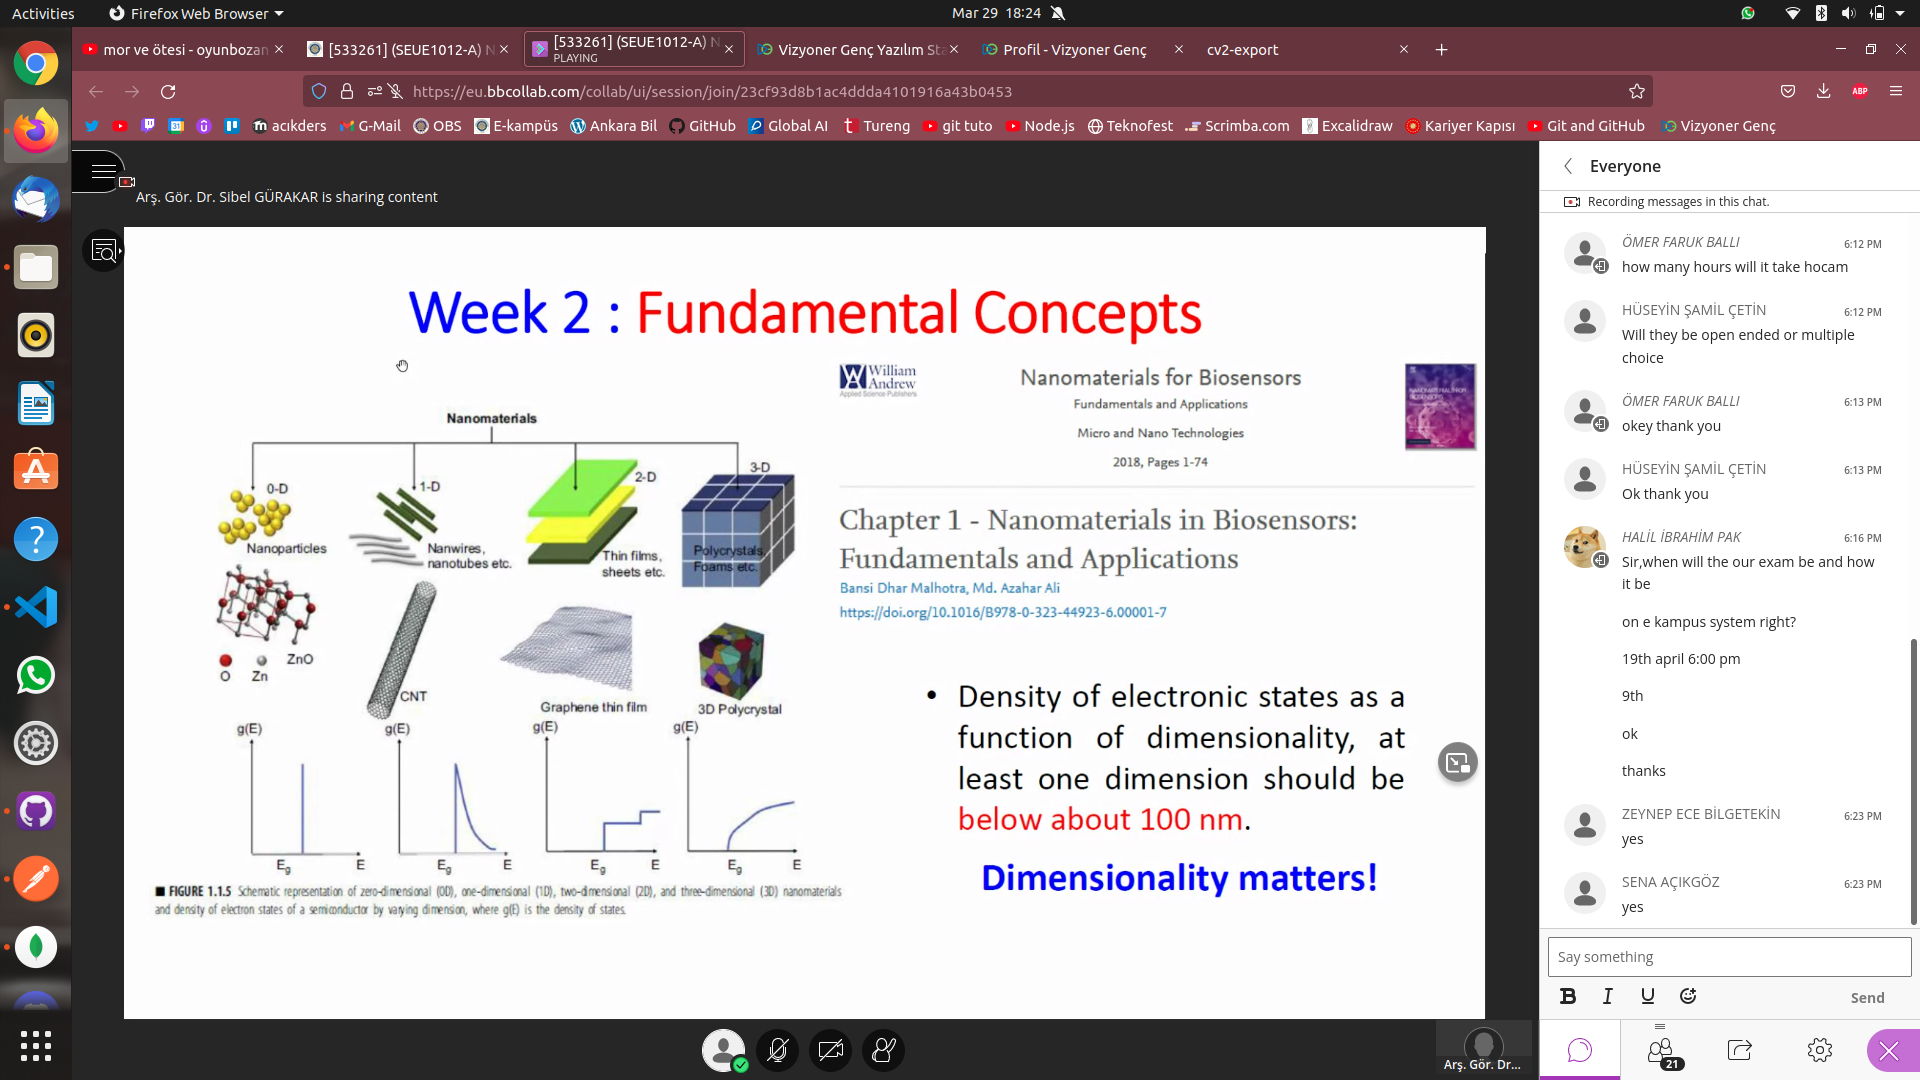 Activities
Firefox Web Browser
Mar 29 18:24
mor ve ötesi - oyunbozan
[533261] (SEUE1012-A) N
[533261] (SEUE1012-A) N
PLAYING
Vizyoner Genç Yazılım Sta
Profil - Vizyoner Genç
cv2-export
https://eu.bbcollab.com/collab/ui/session/join/23cf93d8b1ac4ddda4101916a43b0453
ABP
acıkders
G-Mail
OBS
E-kampüs
Ankara Bil
GitHub
Global AI
Tureng
git tuto
Node.js
Teknofest
Scrimba.com
Excalidraw
Kariyer Kapısı
Git and GitHub
Vizyoner Genç
Arş. Gör. Dr. Sibel GÜRAKAR is sharing content
Week 2 : Fundamental Concepts
Nanomaterials
0-D
1-D
2-D
3-D
Nanoparticles
Nanwires,
nanotubes etc.
Thin films,
sheets etc.
Polycrystals,
Foams etc.
O
Zn
ZnO
CNT
Graphene thin film
3D Polycrystal
g(E)
g(E)
g(E)
g(E)
Eg
E
Eg
E
Eg
E
Eg
E
■ FIGURE 1.1.5 Schematic representation of zero-dimensional (0D), one-dimensional (1D), two-dimensional (2D), and three-dimensional (3D) nanomaterials
and density of electron states of a semiconductor by varying dimension, where g(E) is the density of states.
William
Andrew
Applied Science Publishers
Nanomaterials for Biosensors
Fundamentals and Applications
Micro and Nano Technologies
2018, Pages 1-74
Chapter 1 - Nanomaterials in Biosensors:
Fundamentals and Applications
Bansi Dhar Malhotra, Md. Azahar Ali
https://doi.org/10.1016/B978-0-323-44923-6.00001-7
• Density of electronic states as a
function of dimensionality, at
least one dimension should be
below about 100 nm.
Dimensionality matters!
Arş. Gör. Dr...
Everyone
Recording messages in this chat.
ÖMER FARUK BALLI
6:12 PM
how many hours will it take hocam
HÜSEYİN ŞAMİL ÇETİN
6:12 PM
Will they be open ended or multiple
choice
ÖMER FARUK BALLI
6:13 PM
okey thank you
HÜSEYİN ŞAMİL ÇETİN
6:13 PM
Ok thank you
HALİL İBRAHİM PAK
6:16 PM
Sir,when will the our exam be and how
it be
on e kampus system right?
19th april 6:00 pm
9th
ok
thanks
ZEYNEP ECE BİLGETEKİN
6:23 PM
yes
SENA AÇIKGÖZ
6:23 PM
yes
Say something
B I U
Send
21